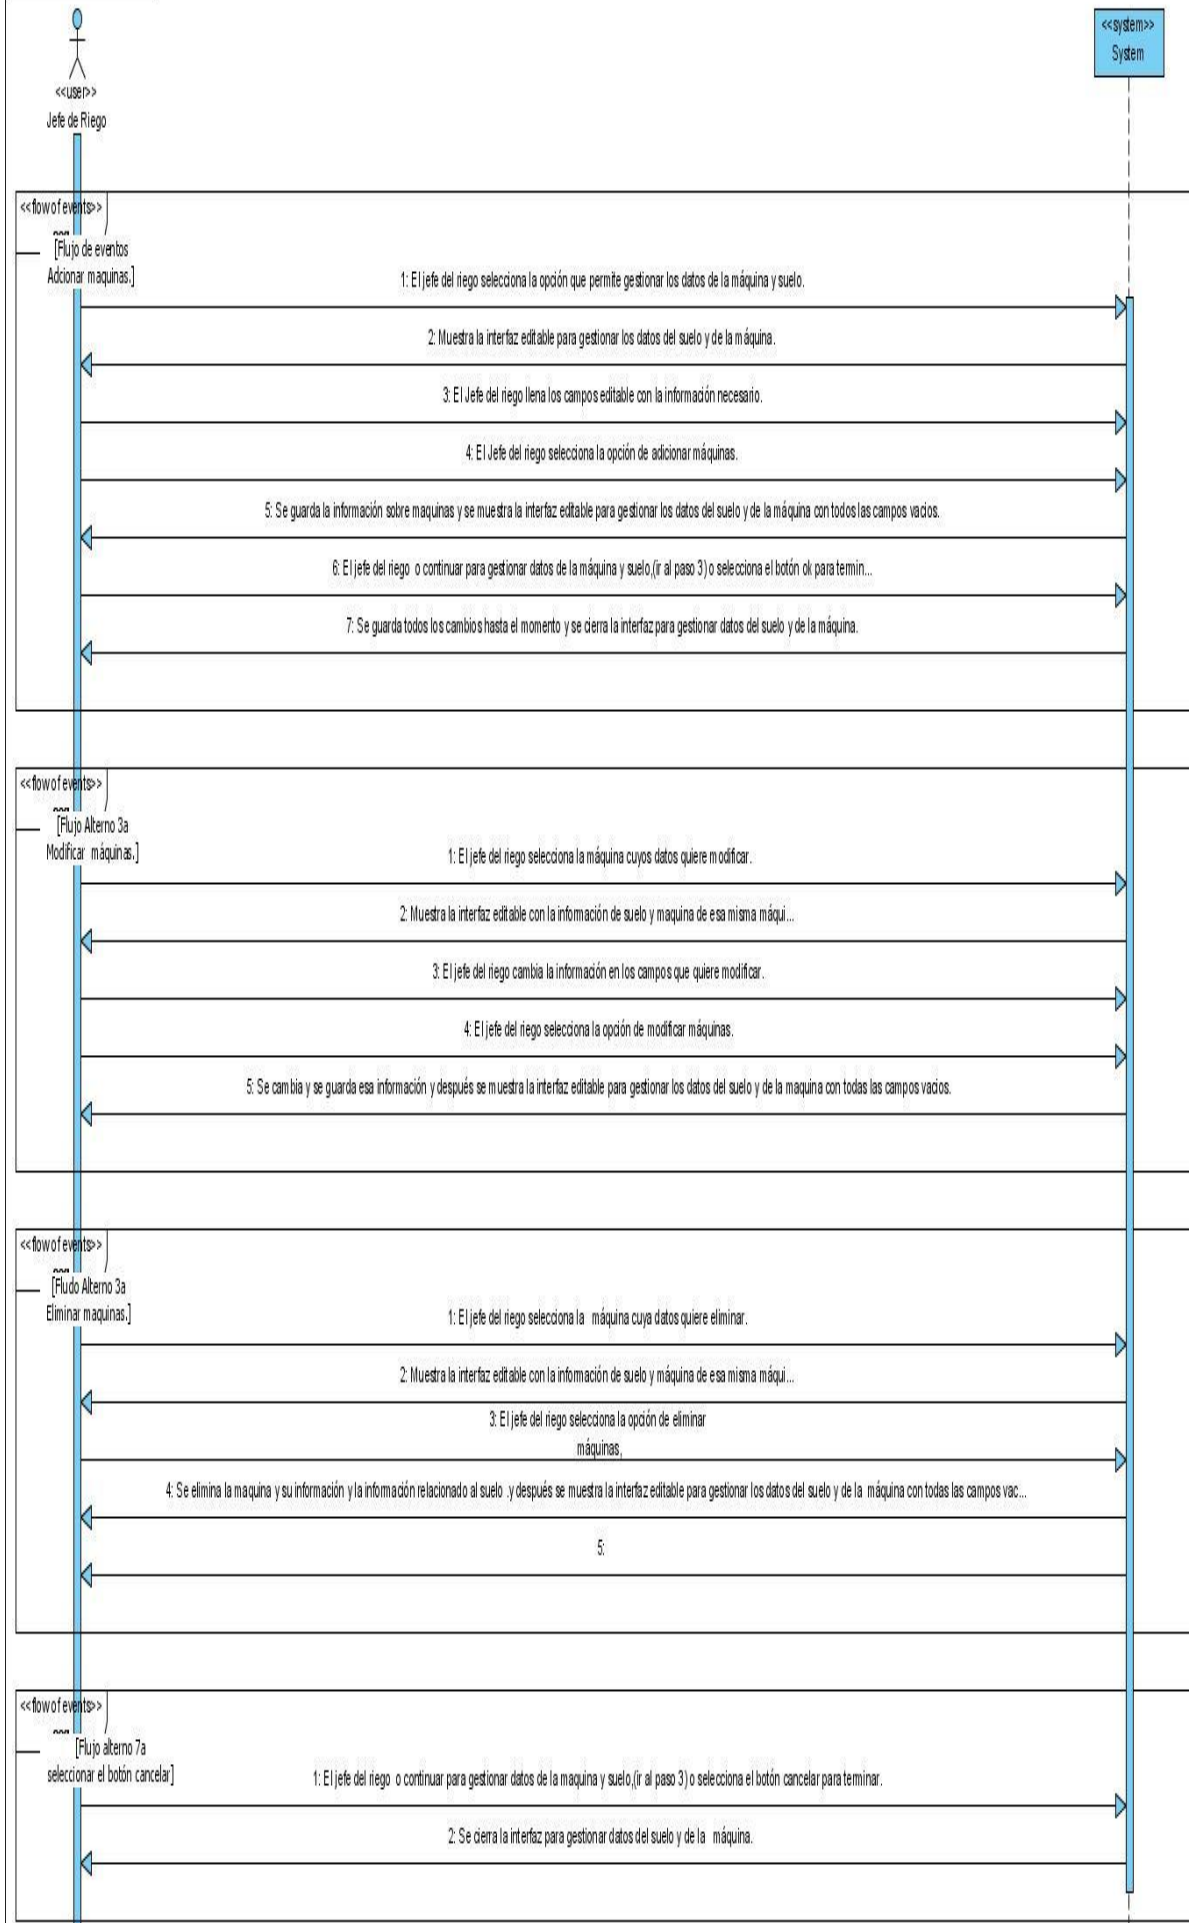 <<user>>
Jefe de Riego
<<system>>
System
<<flow of events>>
[Flujo de eventos
Adcionar maquinas.]
1: El jefe del riego selecciona la opción que permite gestionar los datos de la máquina y suelo.
2: Muestra la interfaz editable para gestionar los datos del suelo y de la máquina.
3: El Jefe del riego llena los campos editable con la información necesario.
4: El Jefe del riego selecciona la opción de adicionar máquinas.
5: Se guarda la información sobre maquinas y se muestra la interfaz editable para gestionar los datos del suelo y de la máquina con todos las campos vacios.
6: El jefe del riego o continuar para gestionar datos de la máquina y suelo,(ir al paso 3) o selecciona el botón ok para termin...
7: Se guarda todos los cambios hasta el momento y se cierra la interfaz para gestionar datos del suelo y de la máquina.
<<flow of events>>
[Flujo Alterno 3a
Modificar máquinas.]
1: El jefe del riego selecciona la máquina cuyos datos quiere modificar.
2: Muestra la interfaz editable con la información de suelo y maquina de esa misma máqui...
3: El jefe del riego cambia la información en los campos que quiere modificar.
4: El jefe del riego selecciona la opción de modificar máquinas.
5: Se cambia y se guarda esa información y después se muestra la interfaz editable para gestionar los datos del suelo y de la maquina con todas las campos vacios.
<<flow of events>>
[Fludo Alterno 3a
Eliminar maquinas.]
1: El jefe del riego selecciona la máquina cuya datos quiere eliminar.
2: Muestra la interfaz editable con la información de suelo y máquina de esa misma máqui...
3: El jefe del riego selecciona la opción de eliminar
máquinas,
4: Se elimina la maquina y su información y la información relacionado al suelo .y después se muestra la interfaz editable para gestionar los datos del suelo y de la máquina con todas las campos vac...
5:
<<flow of events>>
[Flujo alterno 7a
seleccionar el botón cancelar]
1: El jefe del riego o continuar para gestionar datos de la maquina y suelo,(ir al paso 3) o selecciona el botón cancelar para terminar.
2: Se cierra la interfaz para gestionar datos del suelo y de la máquina.